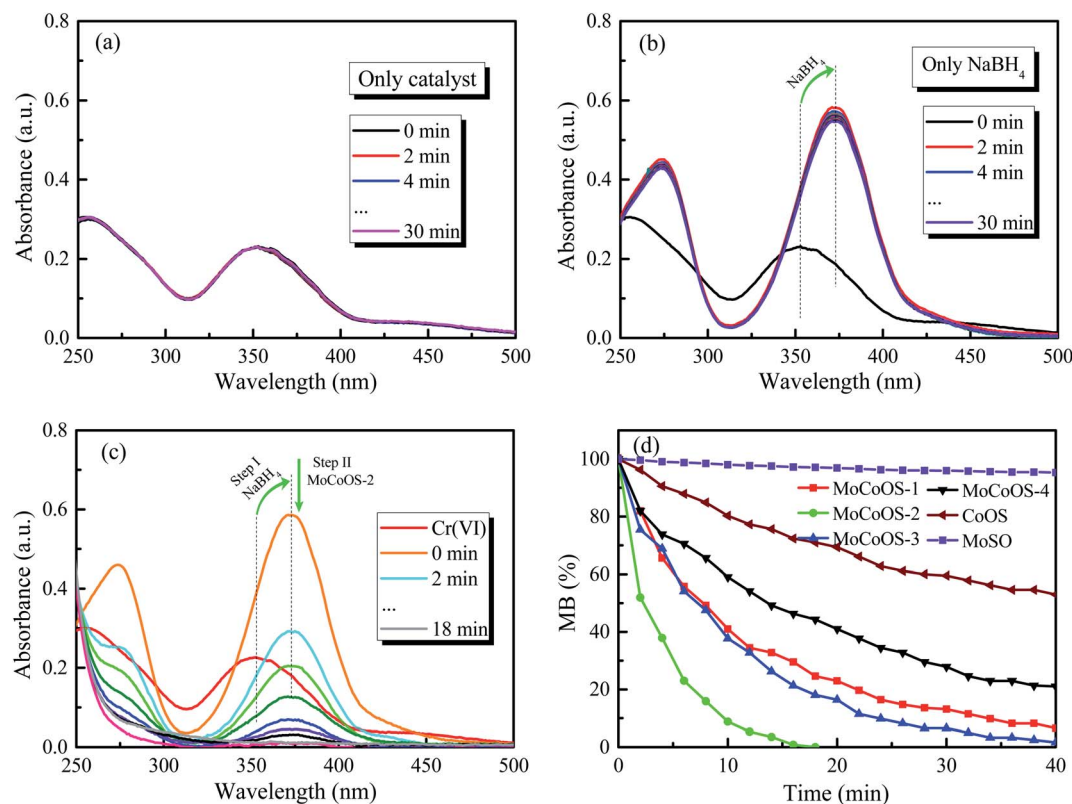 (a)
Only catalyst
0 min
2 min
4 min
...
30 min
0.8
0.6
0.4
0.2
0.0
Absorbance (a.u.)
250 300 350 400 450 500
Wavelength (nm)
(b)
NaBH4
Only NaBH4
0 min
2 min
4 min
...
30 min
0.8
0.6
0.4
0.2
0.0
Absorbance (a.u.)
250 300 350 400 450 500
Wavelength (nm)
(c)
Step I
NaBH4
Step II
MoCoOS-2
Cr(VI)
0 min
2 min
...
18 min
0.8
0.6
0.4
0.2
0.0
Absorbance (a.u.)
250 300 350 400 450 500
Wavelength (nm)
(d)
MoCoOS-1
MoCoOS-2
MoCoOS-3
MoCoOS-4
CoOS
MoSO
100
80
60
40
20
0
MB (%)
0 10 20 30 40
Time (min)